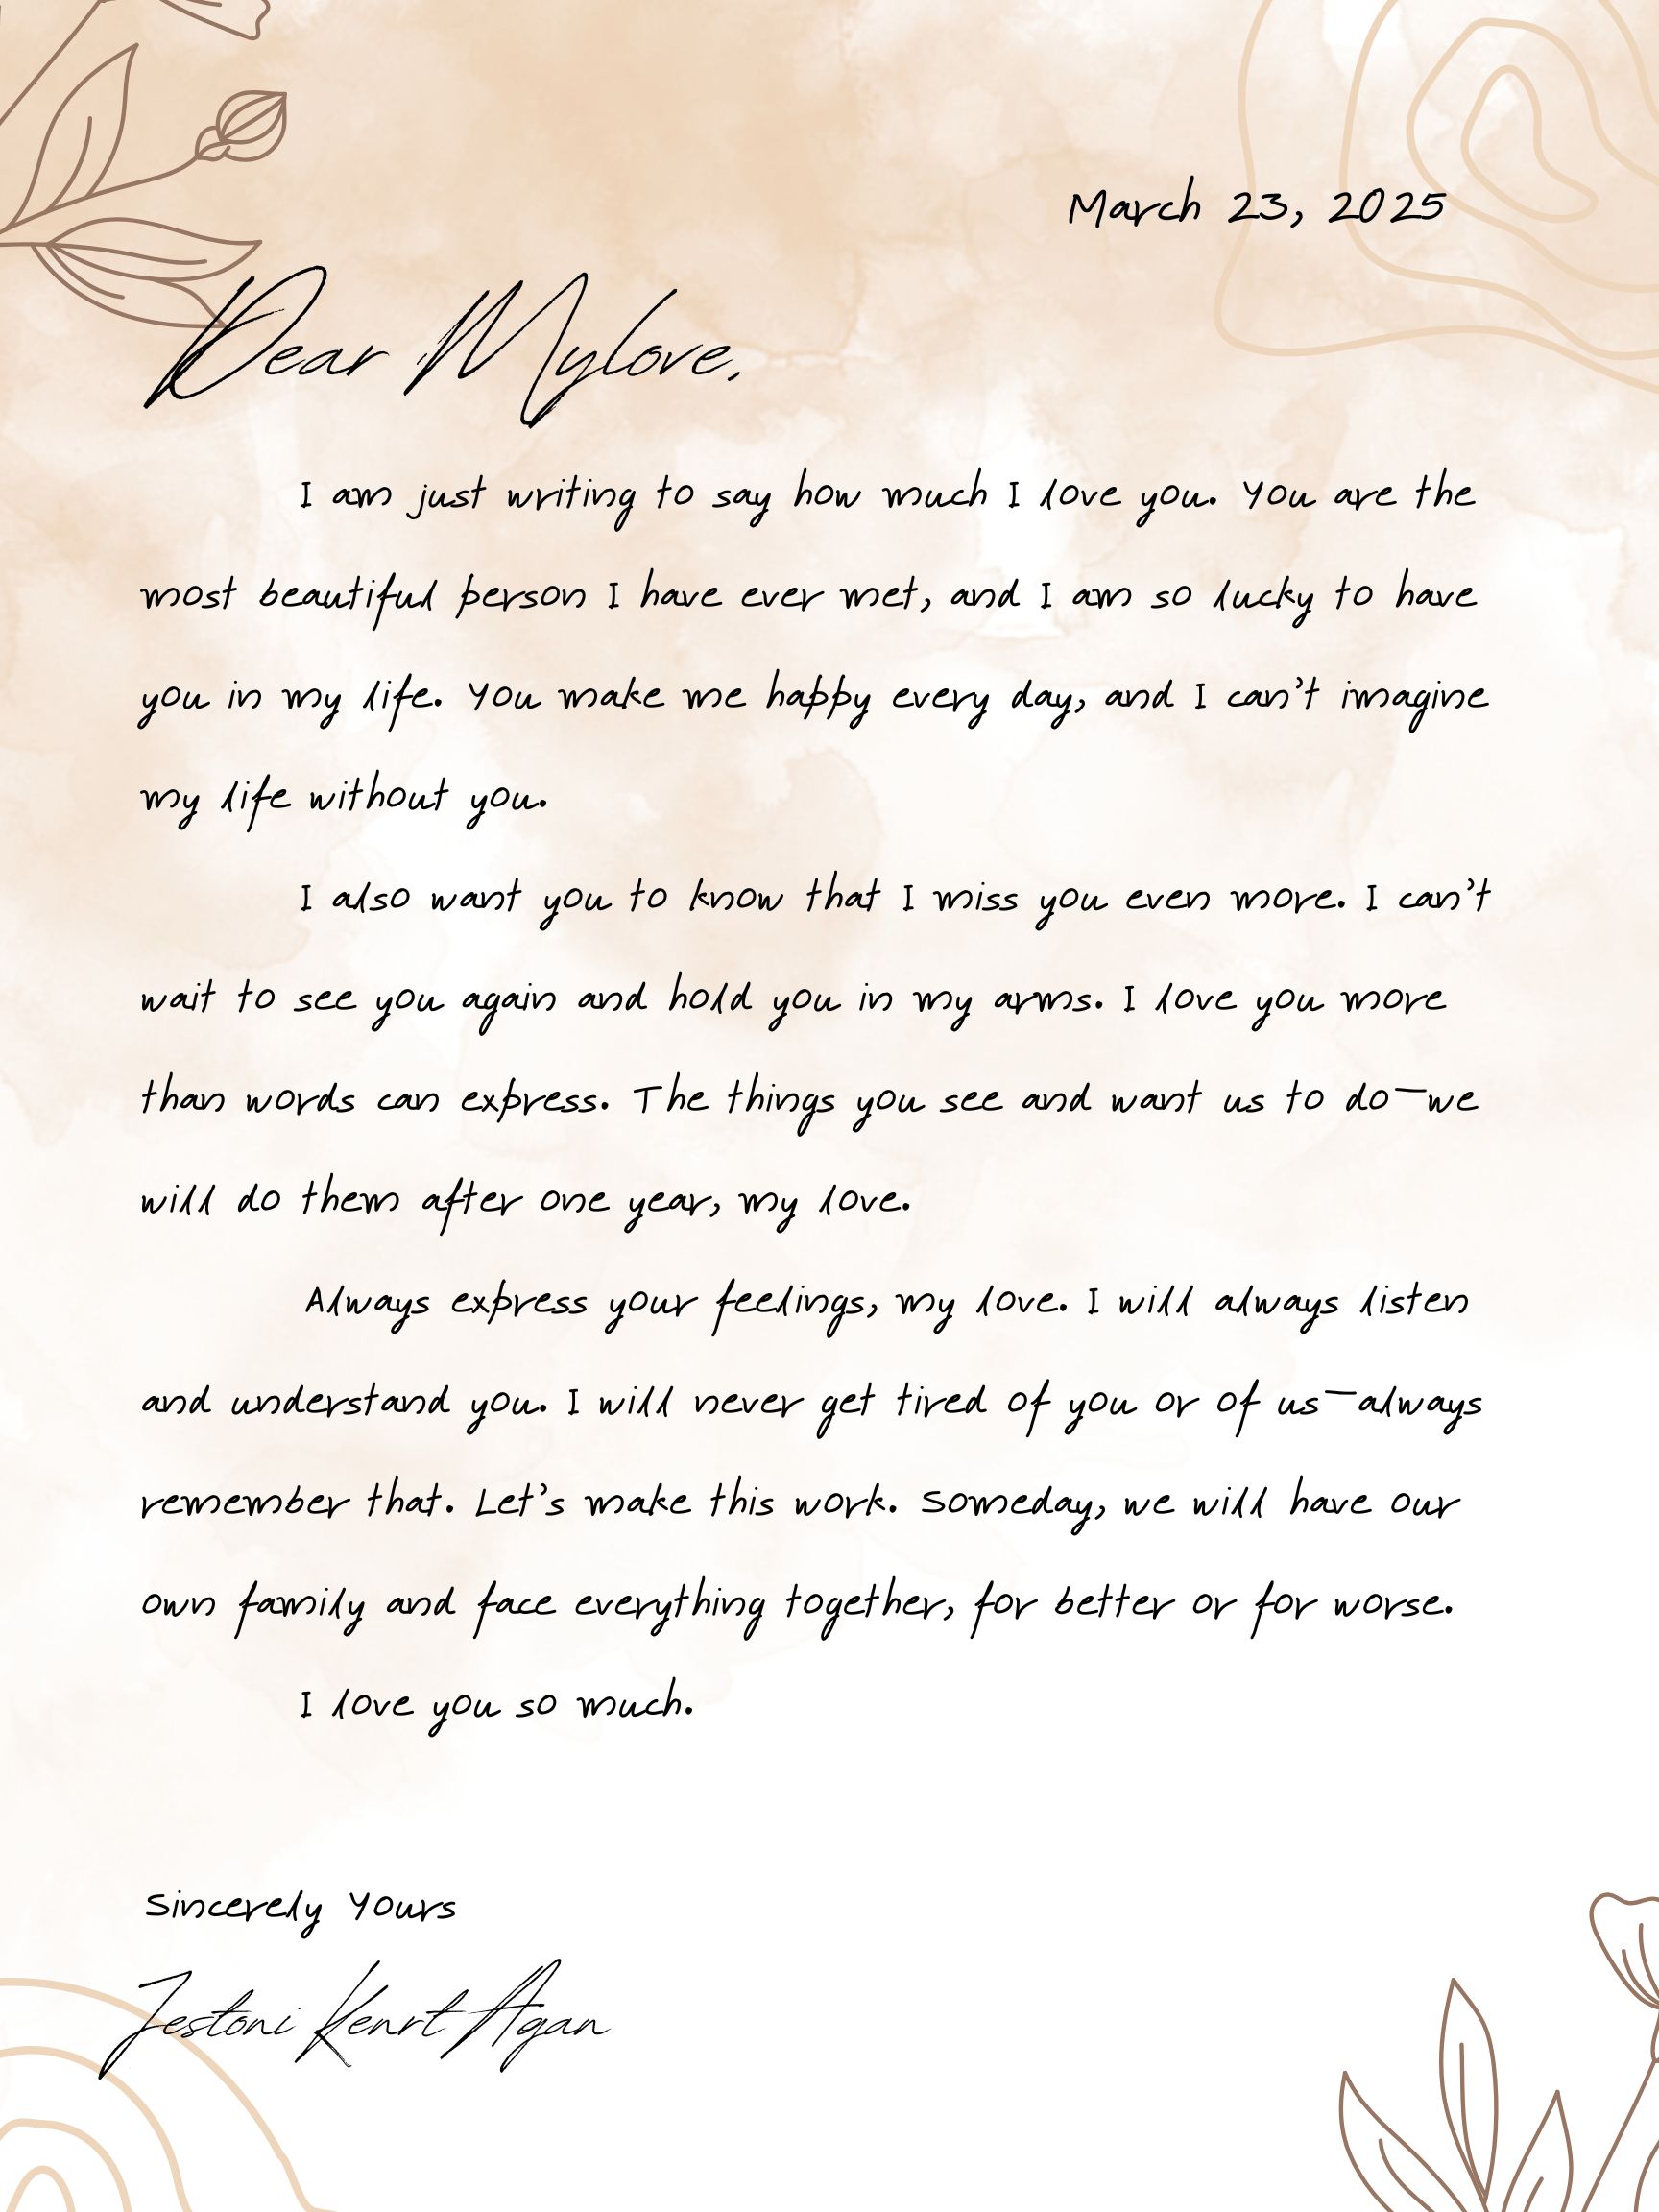 March 23, 2025
Dear Mylove,
I am just writing to say how much I love you. You are the
most beautiful person I have ever met, and I am so lucky to have
you in my life. You make me happy every day, and I can't imagine
my life without you.
I also want you to know that I miss you even more. I can't
wait to see you again and hold you in my arms. I love you more
than words can express. The things you see and want us to do—we
will do them after one year, my love.
Always express your feelings, my love. I will always listen
and understand you. I will never get tired of you or of us—always
remember that. Let's make this work. Someday, we will have our
own family and face everything together, for better or for worse.
I love you so much.
Sincerely Yours
Jestoni Kenrt Agan